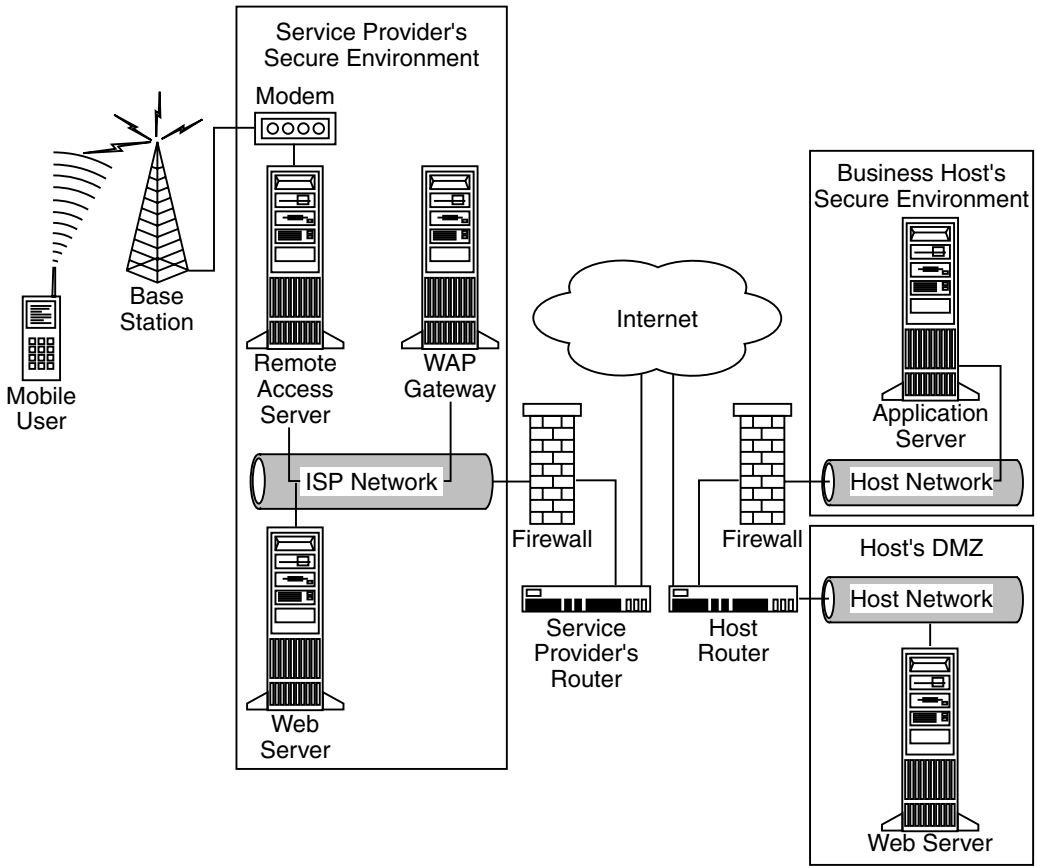 Service Provider's
Secure Environment
Modem
Base
Station
Mobile
User
Remote
Access
Server
WAP
Gateway
ISP Network
Web
Server
Firewall
Service
Provider's
Router
Internet
Host
Router
Firewall
Business Host's
Secure Environment
Application
Server
Host Network
Host's DMZ
Host Network
Web Server